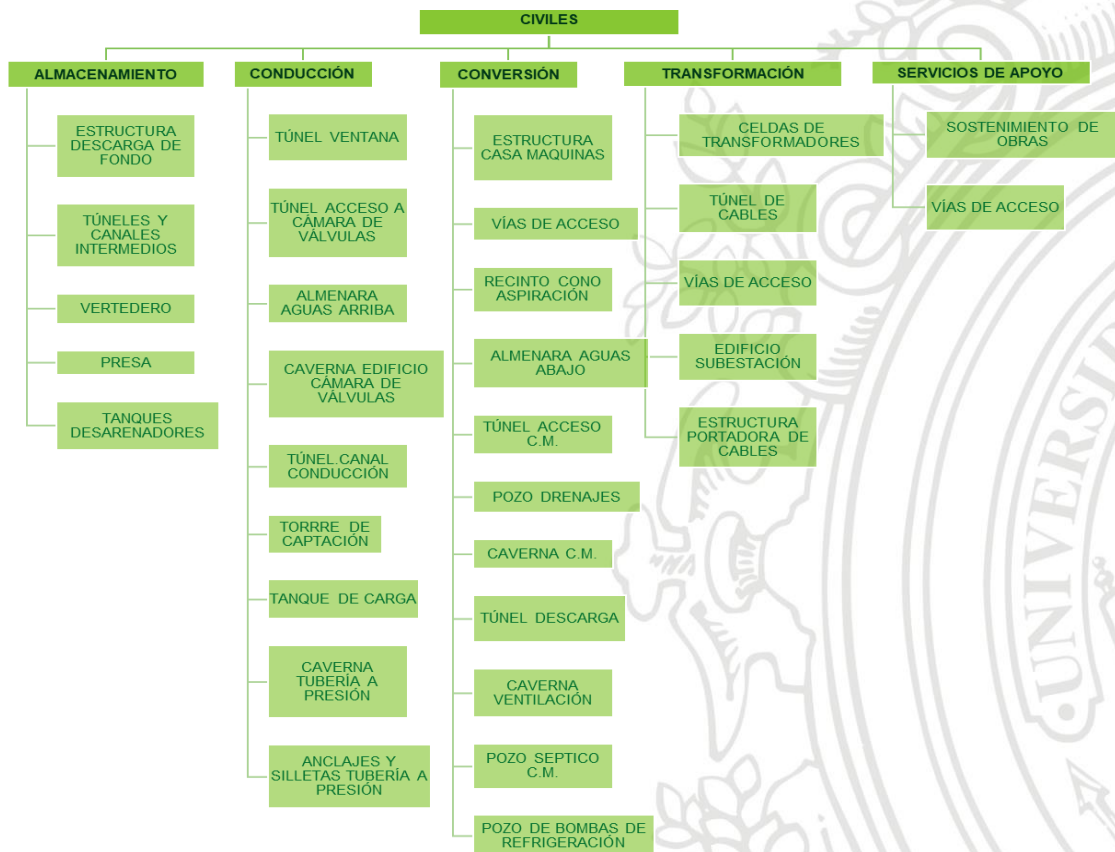 CIVILES
ALMACENAMIENTO
ESTRUCTURA
DESCARGA DE
FONDO
TÚNELES Y
CANALES
INTERMEDIOS
VERTEDERO
PRESA
TANQUES
DESARENADORES
CONDUCCIÓN
TÚNEL VENTANA
TÚNEL ACCESO A
CÁMARA DE
VÁLVULAS
ALMENARA
AGUAS ARRIBA
CAVERNA EDIFICIO
CÁMARA DE
VÁLVULAS
TÚNEL.CANAL
CONDUCCIÓN
TORRRE DE
CAPTACIÓN
TANQUE DE CARGA
CAVERNA
TUBERÍA A
PRESIÓN
ANCLAJES Y
SILLETAS TUBERÍA A
PRESIÓN
CONVERSIÓN
ESTRUCTURA
CASA MAQUINAS
VÍAS DE ACCESO
RECINTO CONO
ASPIRACIÓN
ALMENARA AGUAS
ABAJO
TÚNEL ACCESO
C.M.
POZO DRENAJES
CAVERNA C.M.
TÚNEL DESCARGA
CAVERNA
VENTILACIÓN
POZO SEPTICO
C.M.
POZO DE BOMBAS DE
REFRIGERACIÓN
TRANSFORMACIÓN
CELDAS DE
TRANSFORMADORES
TÚNEL DE
CABLES
VÍAS DE ACCESO
EDIFICIO
SUBESTACIÓN
ESTRUCTURA
PORTADORA DE
CABLES
SERVICIOS DE APOYO
SOSTENIMIENTO DE
OBRAS
VÍAS DE ACCESO
UNIVERSID